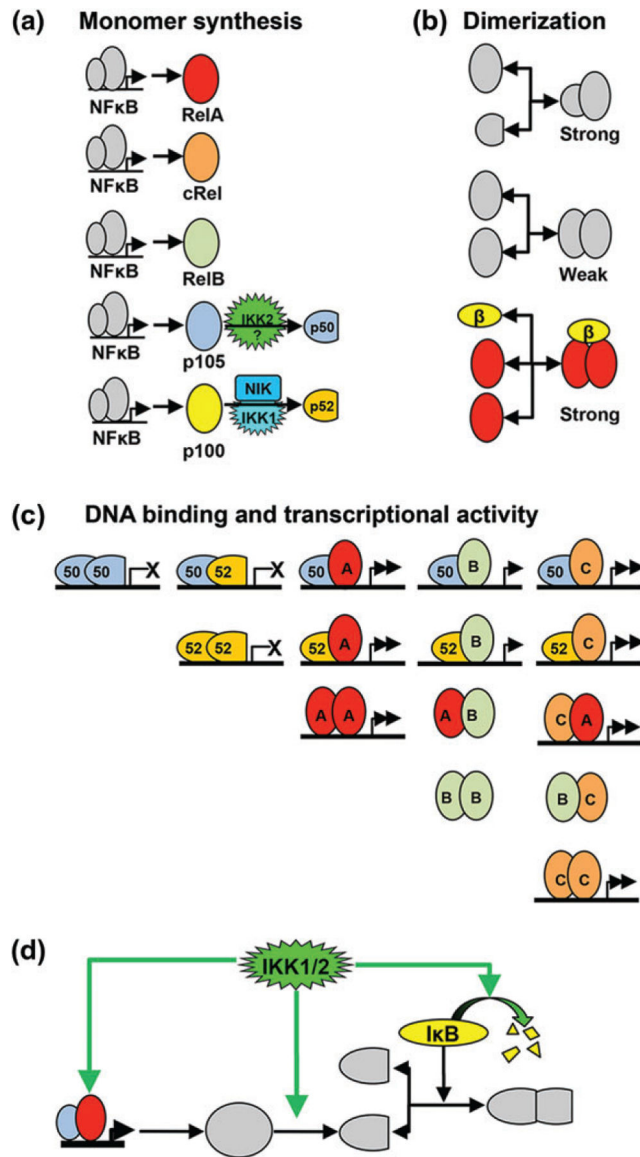 (a) Monomer synthesis
NFκB RelA
NFκB cRel
NFκB RelB
NFκB p105 IKK2 ? p50
NFκB p100 NIK IKK1 p52
(b) Dimerization
Strong
Weak
β β
Strong
(c) DNA binding and transcriptional activity
50 50 X 50 52 X 50 A 50 B 50 C
52 52 X 52 A 52 B 52 C
A A A B C A
B B B C
C C
(d)
IKK1/2
IκB